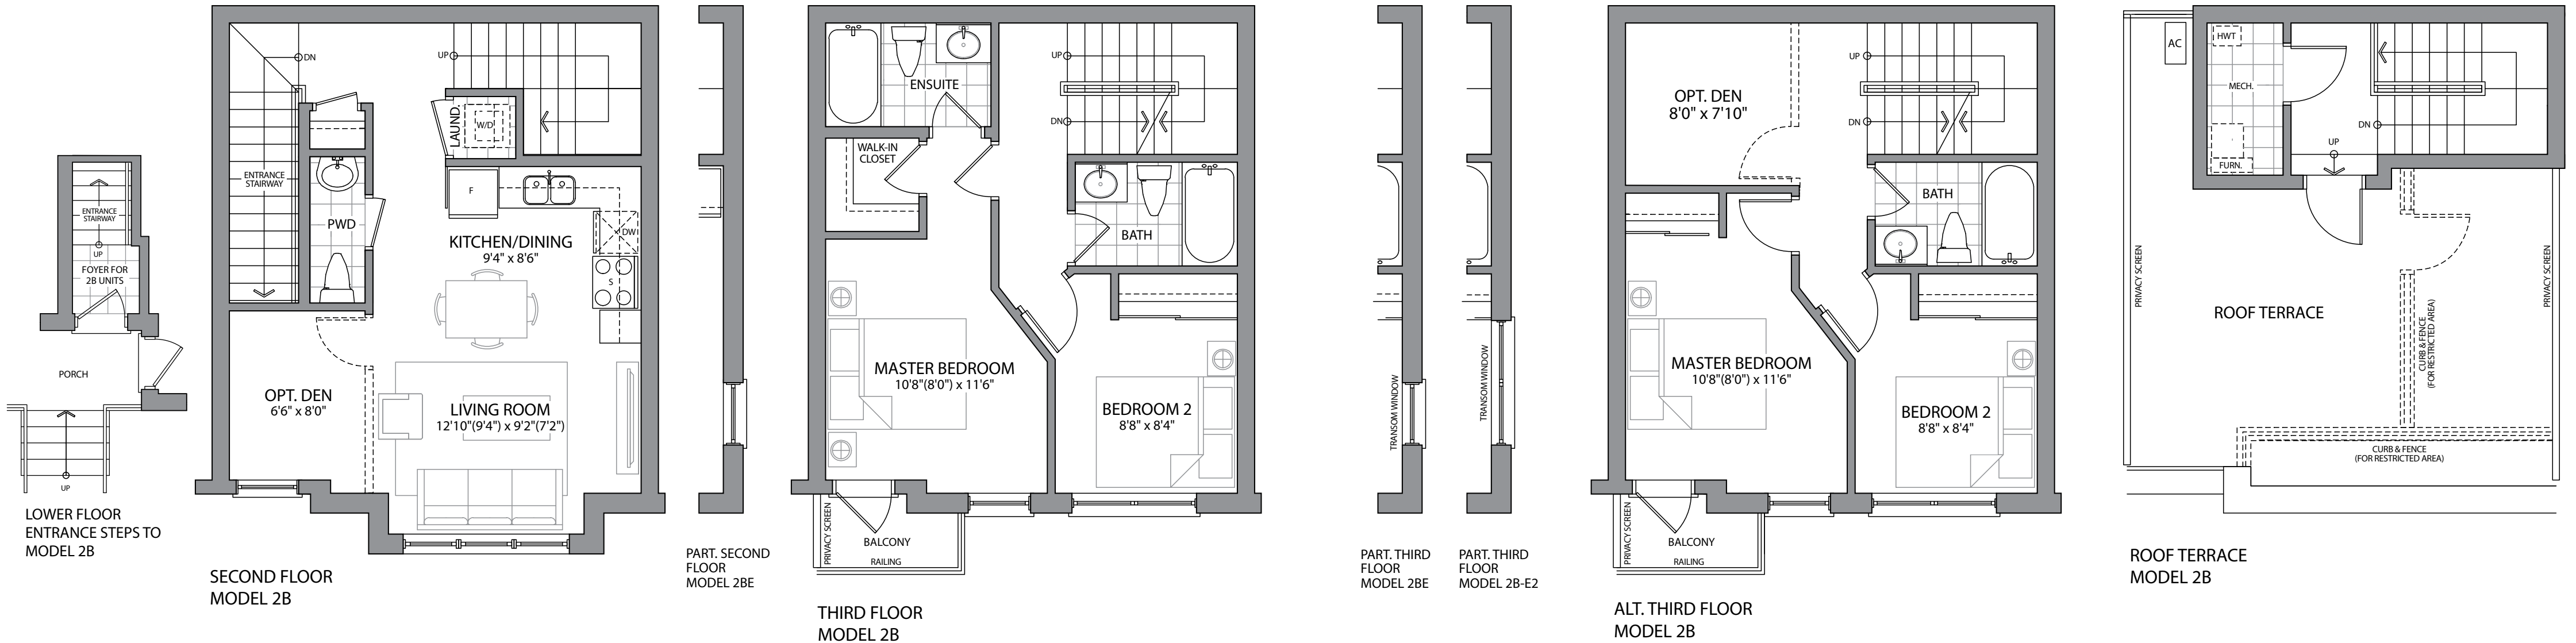 ENTRANCE
STAIRWAY
UP
FOYER FOR
2B UNITS
PORCH
UP
LOWER FLOOR
ENTRANCE STEPS TO
MODEL 2B
DN
UP
ENTRANCE
STAIRWAY
LAUND.
W/D
F
PWD
DW
KITCHEN/DINING
9'4" x 8'6"
S
OPT. DEN
6'6" x 8'0"
LIVING ROOM
12'10"(9'4") x 9'2"(7'2")
SECOND FLOOR
MODEL 2B
PART. SECOND
FLOOR
MODEL 2BE
ENSUITE
UP
DN
WALK-IN
CLOSET
BATH
MASTER BEDROOM
10'8"(8'0") x 11'6"
BEDROOM 2
8'8" x 8'4"
PRIVACY SCREEN
BALCONY
RAILING
THIRD FLOOR
MODEL 2B
TRANSOM WINDOW
PART. THIRD
FLOOR
MODEL 2BE
TRANSOM WINDOW
PART. THIRD
FLOOR
MODEL 2B-E2
OPT. DEN
8'0" x 7'10"
UP
DN
BATH
MASTER BEDROOM
10'8"(8'0") x 11'6"
BEDROOM 2
8'8" x 8'4"
PRIVACY SCREEN
BALCONY
RAILING
ALT. THIRD FLOOR
MODEL 2B
AC
HWT
MECH.
FURN.
DN
UP
PRIVACY SCREEN
ROOF TERRACE
CURB & FENCE
(FOR RESTRICTED AREA)
PRIVACY SCREEN
CURB & FENCE
(FOR RESTRICTED AREA)
ROOF TERRACE
MODEL 2B